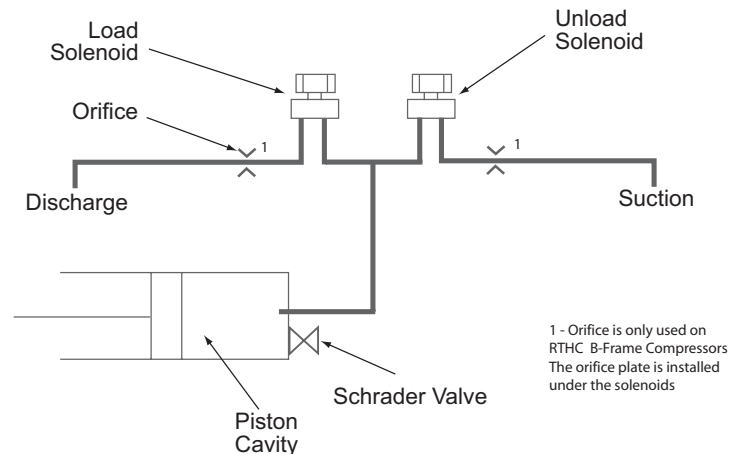 Load
Solenoid
Unload
Solenoid
Orifice
1
1
Discharge
Suction
1 - Orifice is only used on
RTHC B-Frame Compressors
The orifice plate is installed
under the solenoids
Schrader Valve
Piston
Cavity